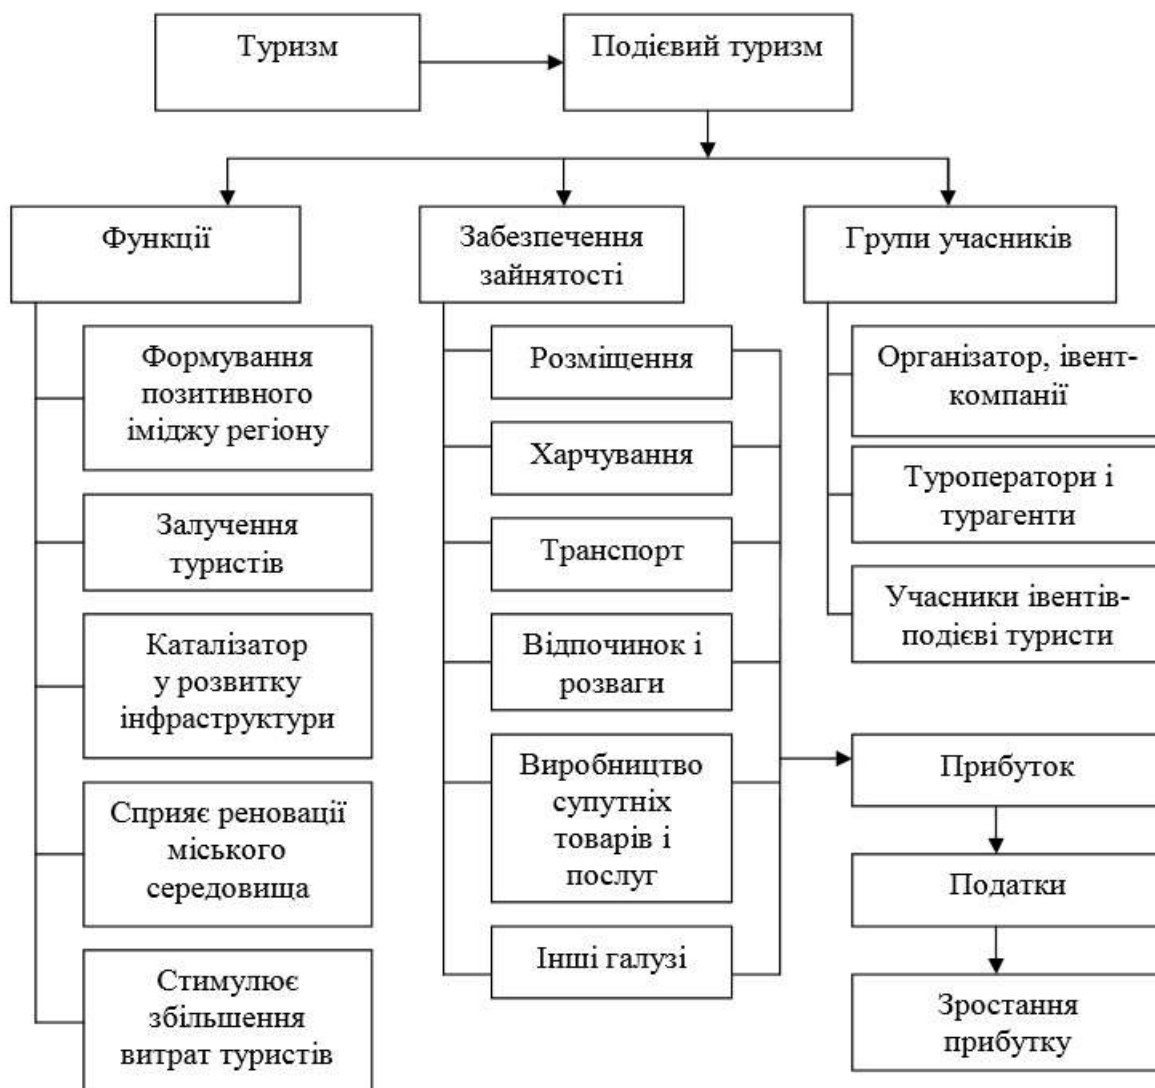 Туризм
Подієвий туризм
Функції
Забезпечення
зайнятості
Групи учасників
Формування
позитивного
іміджу регіону
Залучення
туристів
Каталізатор
у розвитку
інфраструктури
Сприяє реновації
міського
середовища
Стимулює
збільшення
витрат туристів
Розміщення
Харчування
Транспорт
Відпочинок і
розваги
Виробництво
супутніх
товарів і
послуг
Інші галузі
Організатор, івент-
компанії
Туроператори і
турагенти
Учасники івентів-
подієві туристи
Прибуток
Податки
Зростання
прибутку